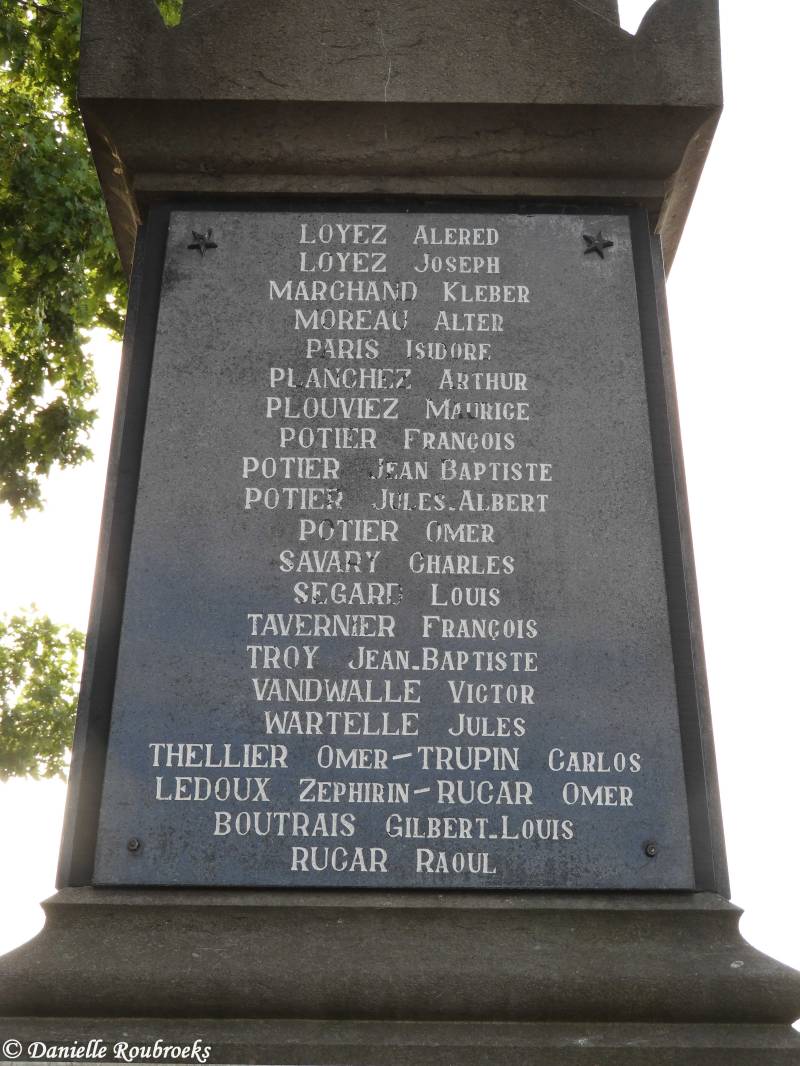 LOYEZ ALERED
LOYEZ JOSEPH
MARCHAND KLEBER
MOREAU ALTER
PARIS ISIDORE
PLANCHEZ ARTHUR
PLOUVIEZ MAURICE
POTIER FRANÇOIS
POTIER JEAN BAPTISTE
POTIER JULES-ALBERT
POTIER OMER
SAVARY CHARLES
SEGARD LOUIS
TAVERNIER FRANÇOIS
TROY JEAN-BAPTISTE
VANDWALLE VICTOR
WARTELLE JULES
THELLIER OMER-TRUPIN CARLOS
LEDOUX ZEPHIRIN-RUCAR OMER
BOUTRAIS GILBERT-LOUIS
RUCAR RAOUL
© Danielle Roubroeks